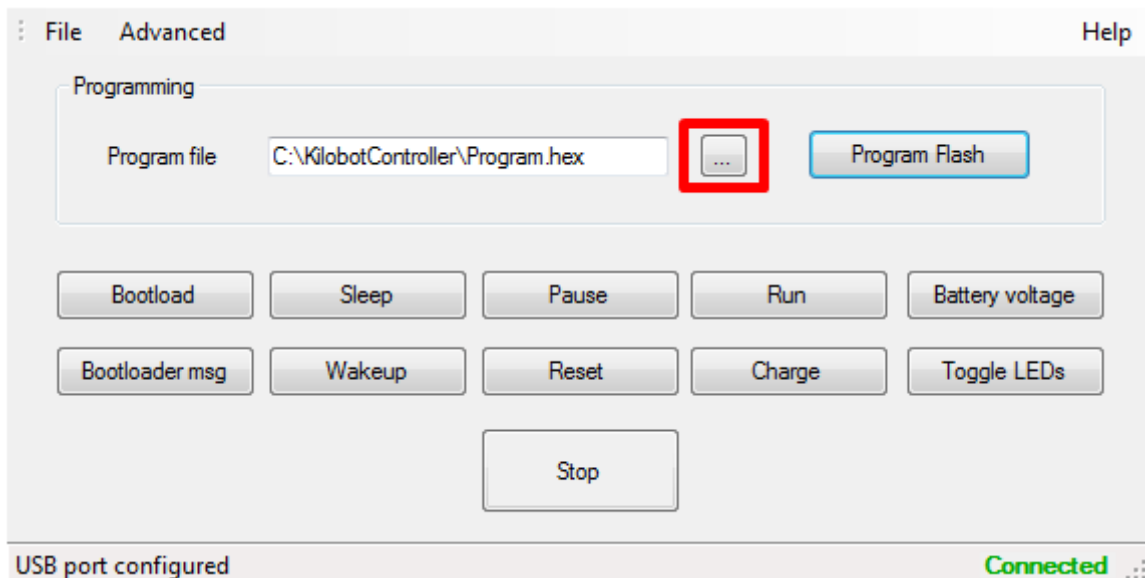 File Advanced Help
Programming
Program file C:\KilobotController\Program.hex ... Program Flash
Bootload Sleep Pause Run Battery voltage
Bootloader msg Wakeup Reset Charge Toggle LEDs
Stop
USB port configured Connected